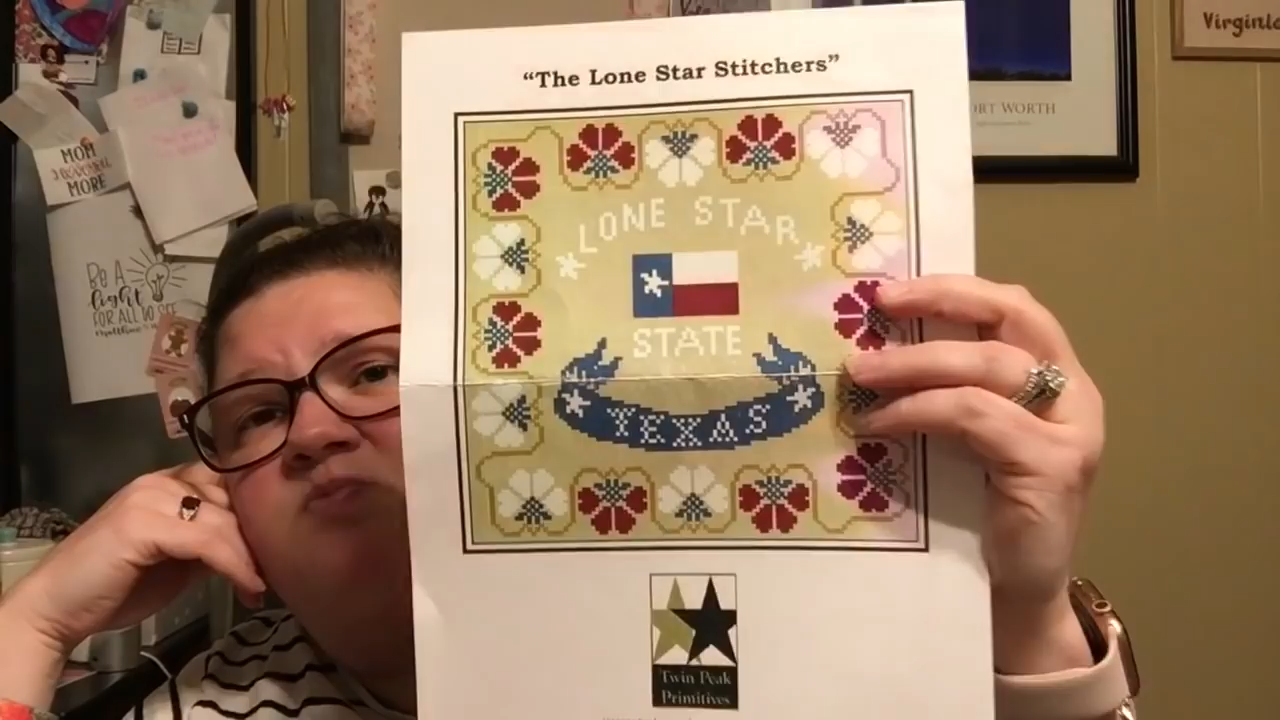 "The Lone Star Stitchers"
LONE STAR
STATE
TEXAS
Twin Peak
Primitives
ORT WORTH
Virginia
MOM
MORE
BE A
light
FOR ALL TO SEE